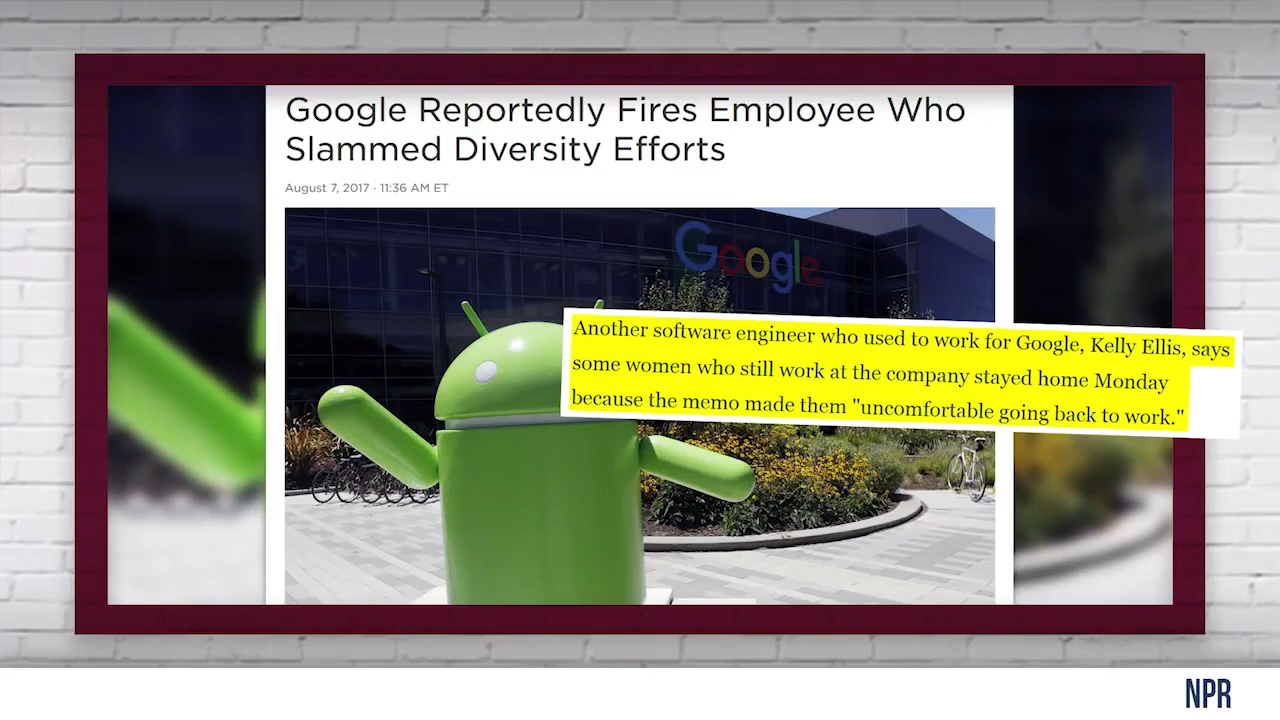 Google Reportedly Fires Employee Who
Slammed Diversity Efforts
August 7, 2017 · 11:36 AM ET
Google
Another software engineer who used to work for Google, Kelly Ellis, says
some women who still work at the company stayed home Monday
because the memo made them "uncomfortable going back to work."
NPR